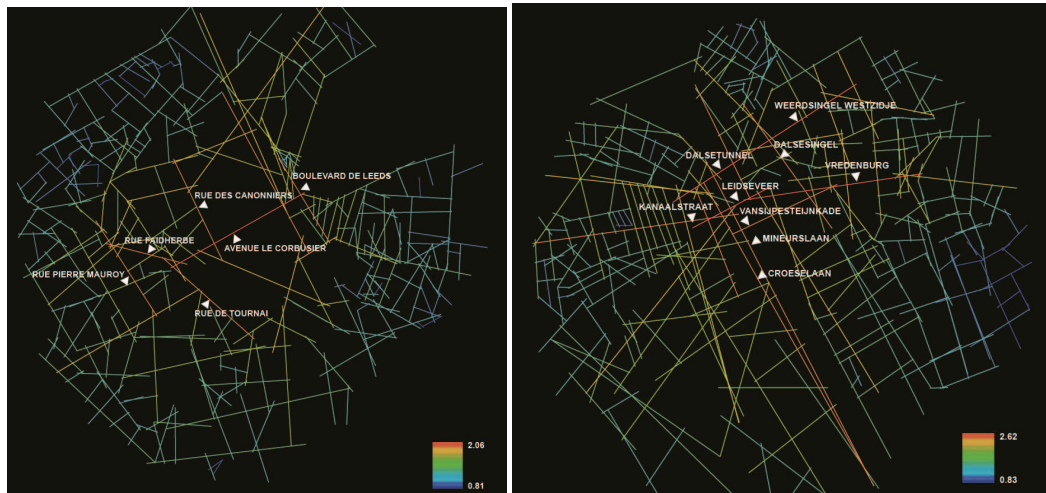 BOULEVARD DE LEEDS
RUE DES CANONNIERS
RUE FAIDHERBE
AVENUE LE CORBUSIER
RUE PIERRE MAUROY
RUE DE TOURNAI
2.06
0.81
WEERDSINGEL WESTZIDJE
DALSESINGEL
DALSETUNNEL
VREDENBURG
LEIDSEVEER
KANAALSTRAAT
VANSIJPESTEIJNKADE
MINEURSLAAN
CROESELAAN
2.62
0.83